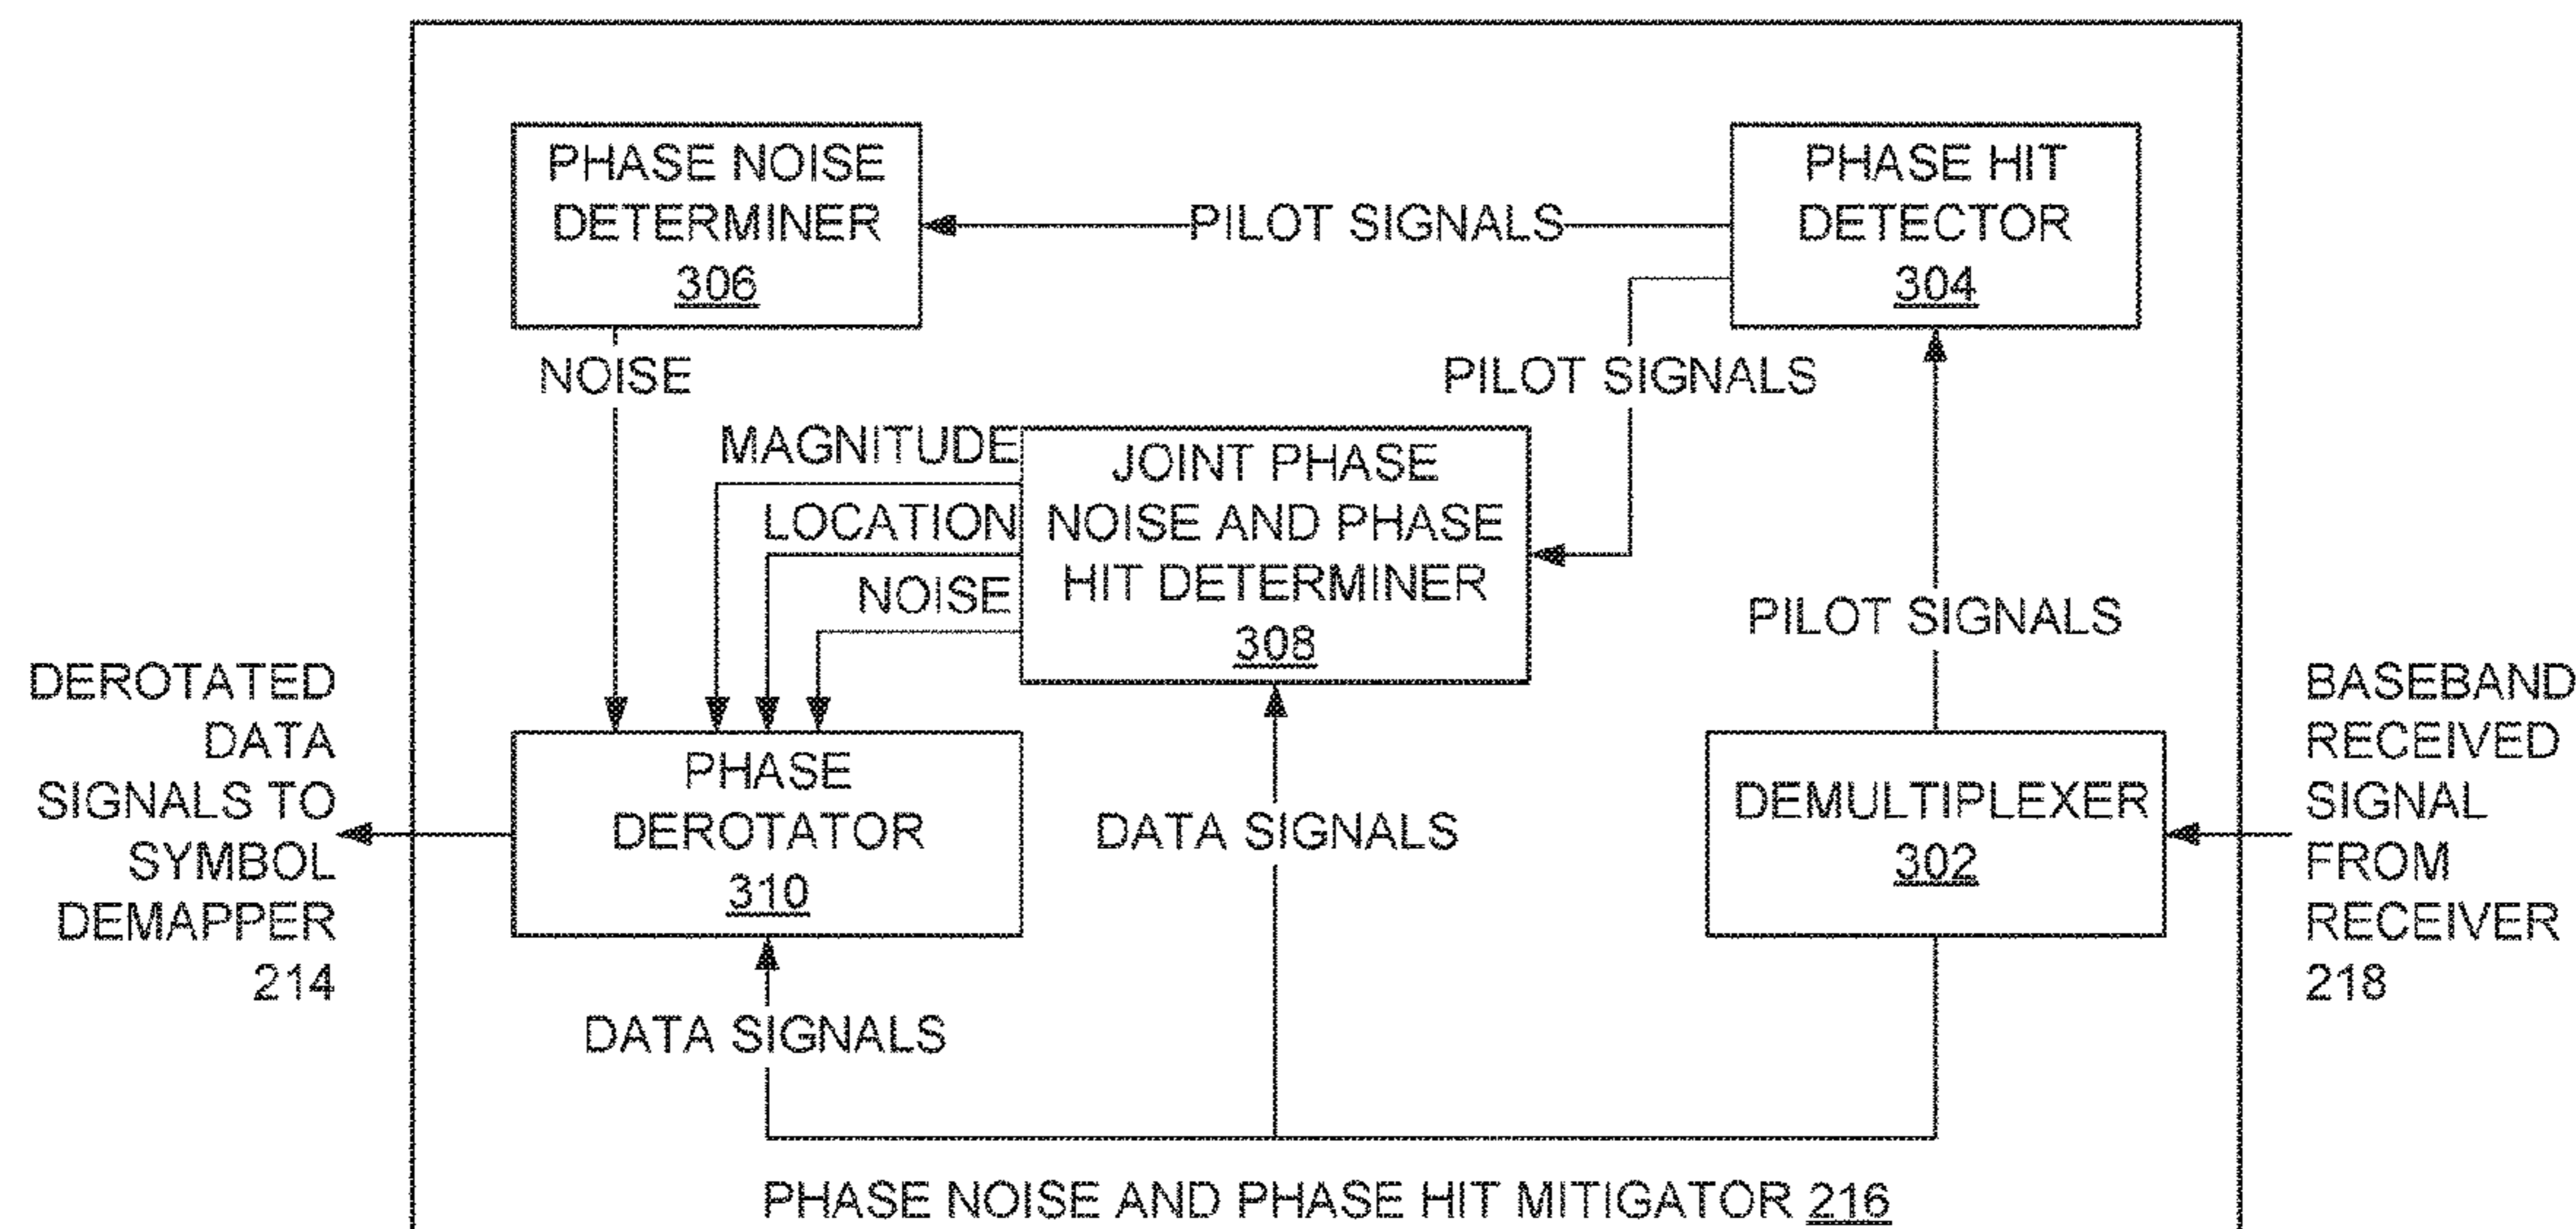 PHASE NOISE
DETERMINER
306
PILOT SIGNALS
PHASE HIT
DETECTOR
304
NOISE
PILOT SIGNALS
MAGNITUDE
LOCATION
NOISE
JOINT PHASE
NOISE AND PHASE
HIT DETERMINER
308
PILOT SIGNALS
DEROTATED
DATA
SIGNALS TO
SYMBOL
DEMAPPER
214
PHASE
DEROTATOR
310
DATA SIGNALS
DEMULTIPLEXER
302
BASEBAND
RECEIVED
SIGNAL
FROM
RECEIVER
218
DATA SIGNALS
PHASE NOISE AND PHASE HIT MITIGATOR 216